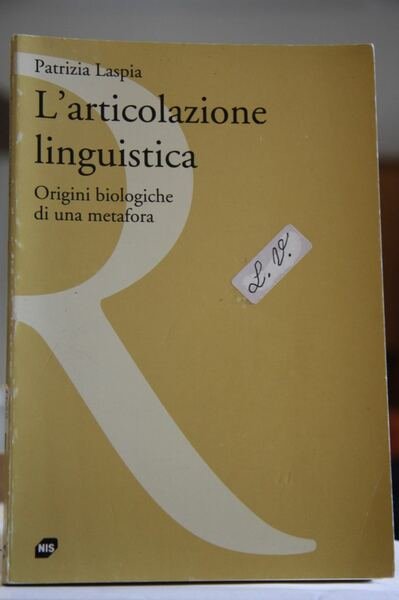 Patrizia Laspia
L'articolazione
linguistica
Origini biologiche
di una metafora
L. V.
R
NIS